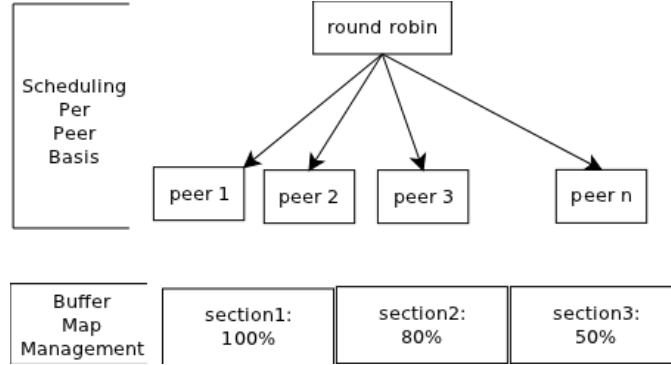 round robin
Scheduling
Per
Peer
Basis
peer 1
peer 2
peer 3
peer n
Buffer
Map
Management
section1:
100%
section2:
80%
section3:
50%